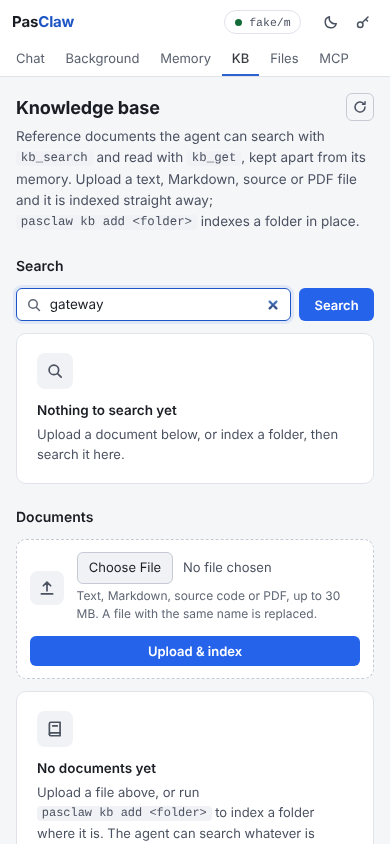 PasClaw
fake/m
Chat Background Memory KB Files MCP
Knowledge base
Reference documents the agent can search with
kb_search and read with kb_get , kept apart from its
memory. Upload a text, Markdown, source or PDF file
and it is indexed straight away;
pasclaw kb add <folder> indexes a folder in place.
Search
gateway
Search
Nothing to search yet
Upload a document below, or index a folder, then
search it here.
Documents
Choose File No file chosen
Text, Markdown, source code or PDF, up to 30
MB. A file with the same name is replaced.
Upload & index
No documents yet
Upload a file above, or run
pasclaw kb add <folder> to index a folder
where it is. The agent can search whatever is